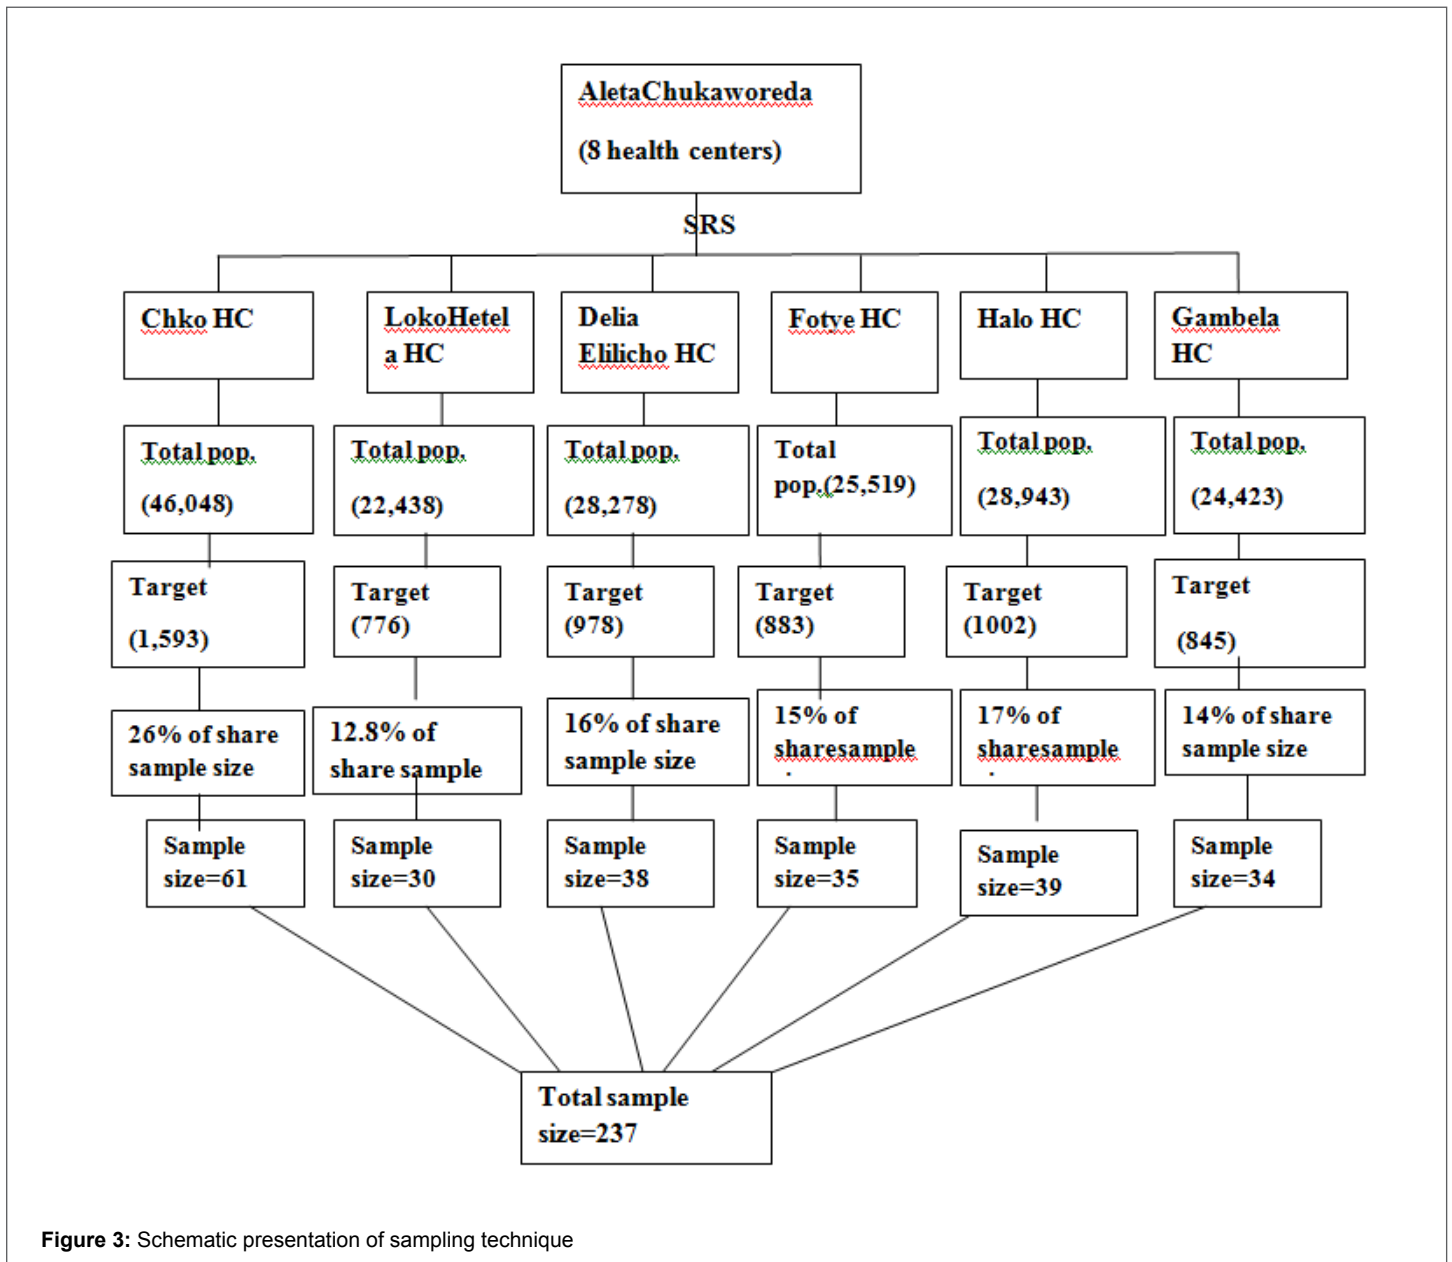 AletaChukaworeda
(8 health centers)
SRS
Chko HC
LokoHetel
a HC
Delia
Elilicho HC
Fotye HC
Halo HC
Gambela
HC
Total pop.
(46,048)
Total pop.
(22,438)
Total pop.
(28,278)
Total
pop.(25,519)
Total pop.
(28,943)
Total pop.
(24,423)
Target
(1,593)
Target
(776)
Target
(978)
Target
(883)
Target
(1002)
Target
(845)
26% of share
sample size
12.8% of
share sample
16% of share
sample size
15% of
sharesample
17% of
sharesample
14% of share
sample size
Sample
size=61
Sample
size=30
Sample
size=38
Sample
size=35
Sample
size=39
Sample
size=34
Total sample
size=237
Figure 3: Schematic presentation of sampling technique